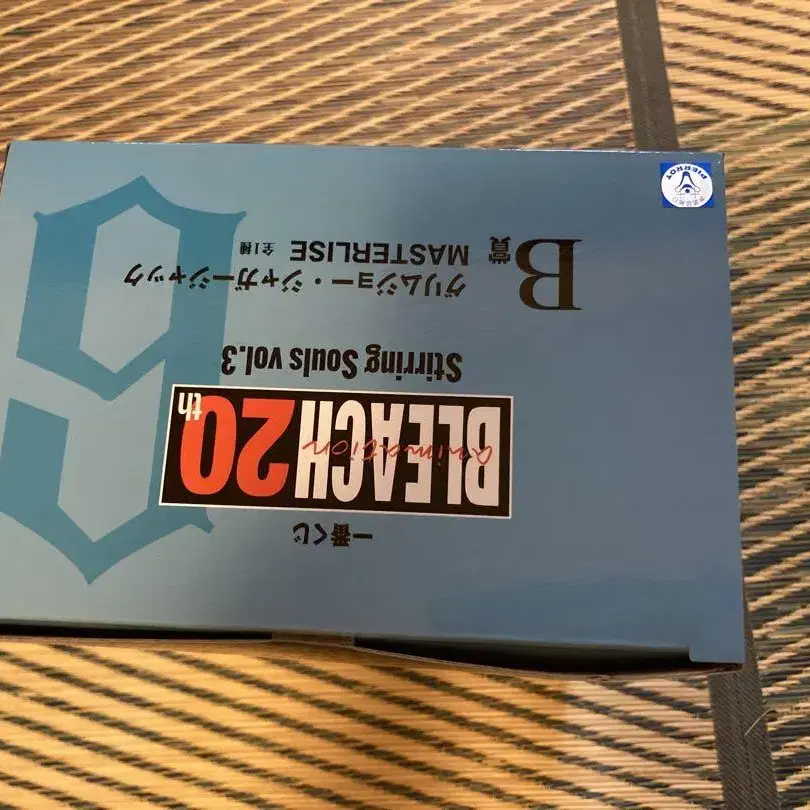 一番くじ
BLEACH 20th
animation
Stirring Souls vol.3
B賞
グリムジョー・ジャガージャック
MASTERLISE 全1種
6
PIERROT